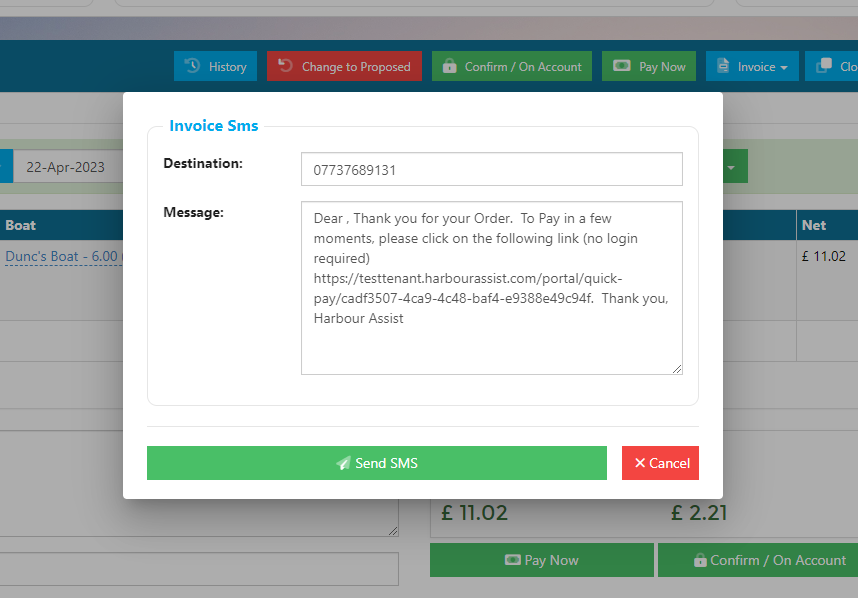 History
Change to Proposed
Confirm / On Account
Pay Now
Invoice
Clo
Invoice Sms
Destination:
07737689131
Message:
Dear , Thank you for your Order.  To Pay in a few
moments, please click on the following link (no login
required)
https://testtenant.harbourassist.com/portal/quick-
pay/cadf3507-4ca9-4c48-baf4-e9388e49c94f.  Thank you,
Harbour Assist
22-Apr-2023
Boat
Net
Dunc's Boat - 6.00
£ 11.02
Send SMS
Cancel
£ 11.02
£ 2.21
Pay Now
Confirm / On Account